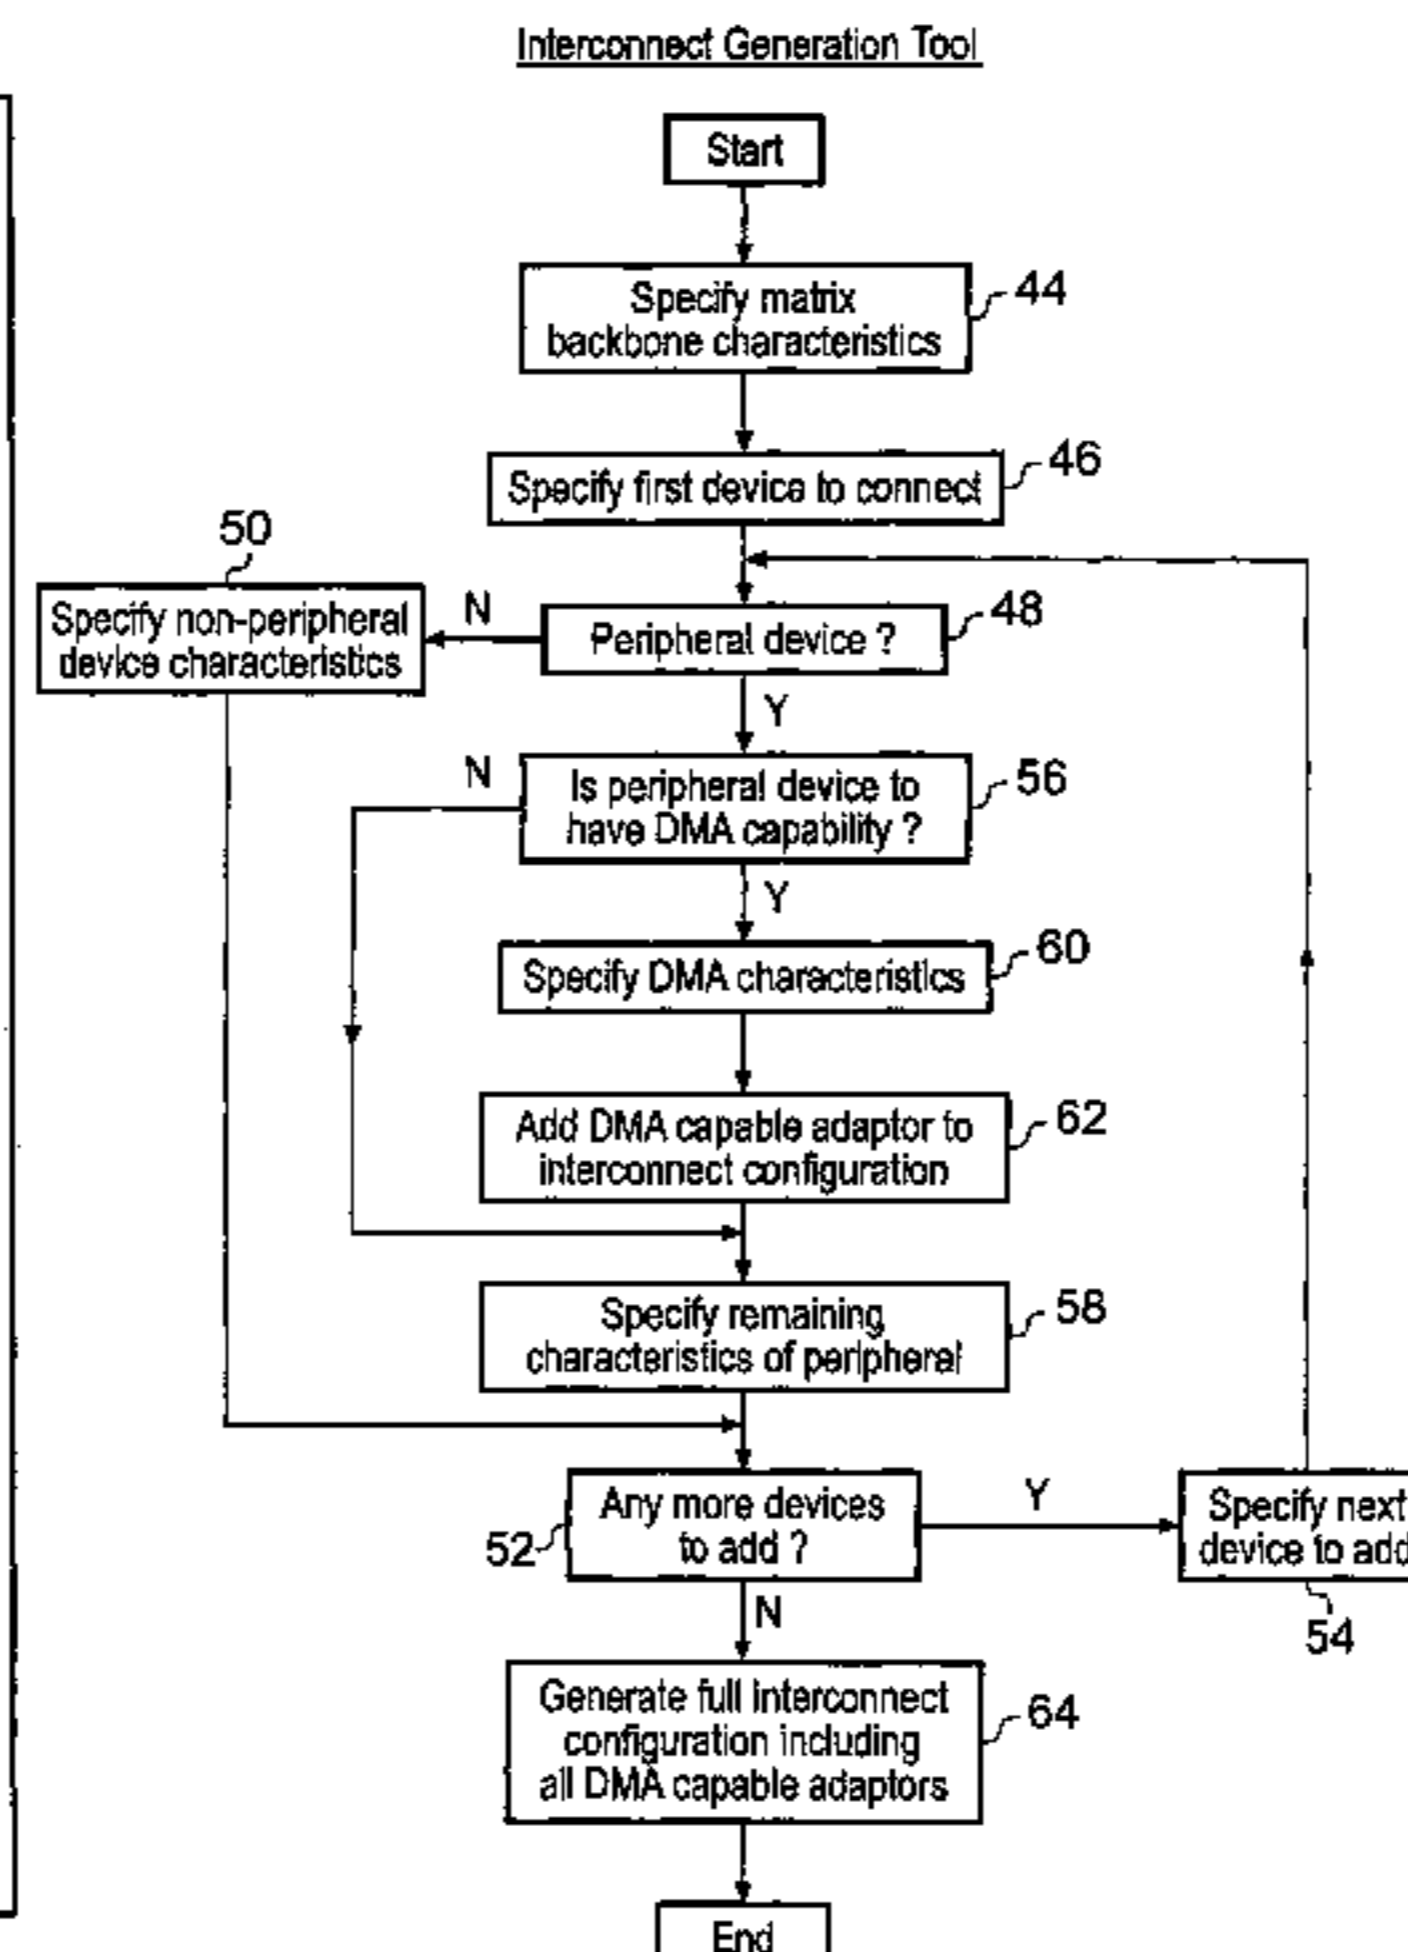 Interconnect Generation Tool
Start
Specify matrix
backbone characteristics
44
Specify first device to connect
46
50
Specify non-peripheral
device characteristics
N
Peripheral device ?
48
Y
N
Is peripheral device to
have DMA capability ?
56
Y
Specify DMA characteristics
60
Add DMA capable adaptor to
interconnect configuration
62
Specify remaining
characteristics of peripheral
58
Any more devices
to add ?
52
Y
Specify next
device to add
54
N
Generate full interconnect
configuration including
all DMA capable adaptors
64
End